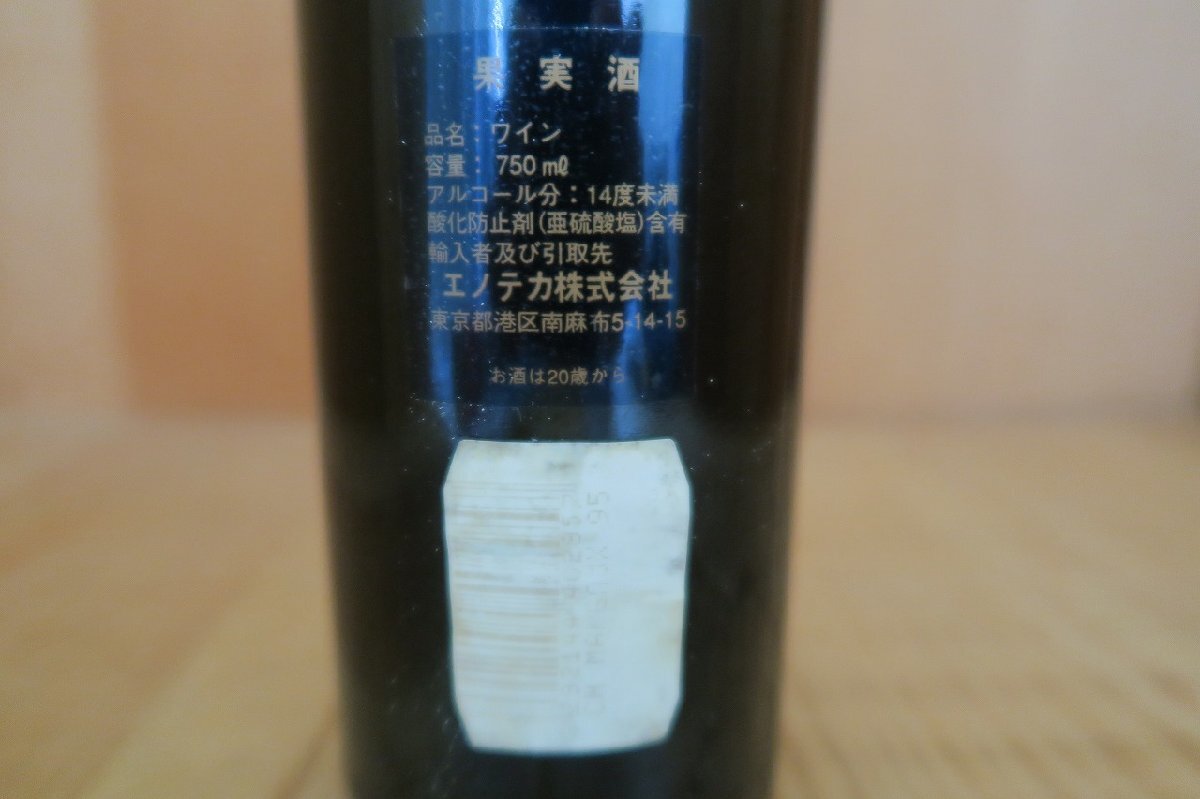 果実酒
品名：ワイン
容量：750㎖
アルコール分：14度未満
酸化防止剤(亜硫酸塩)含有
輸入者及び引取先
エノテカ株式会社
東京都港区南麻布5-14-15
お酒は20歳から